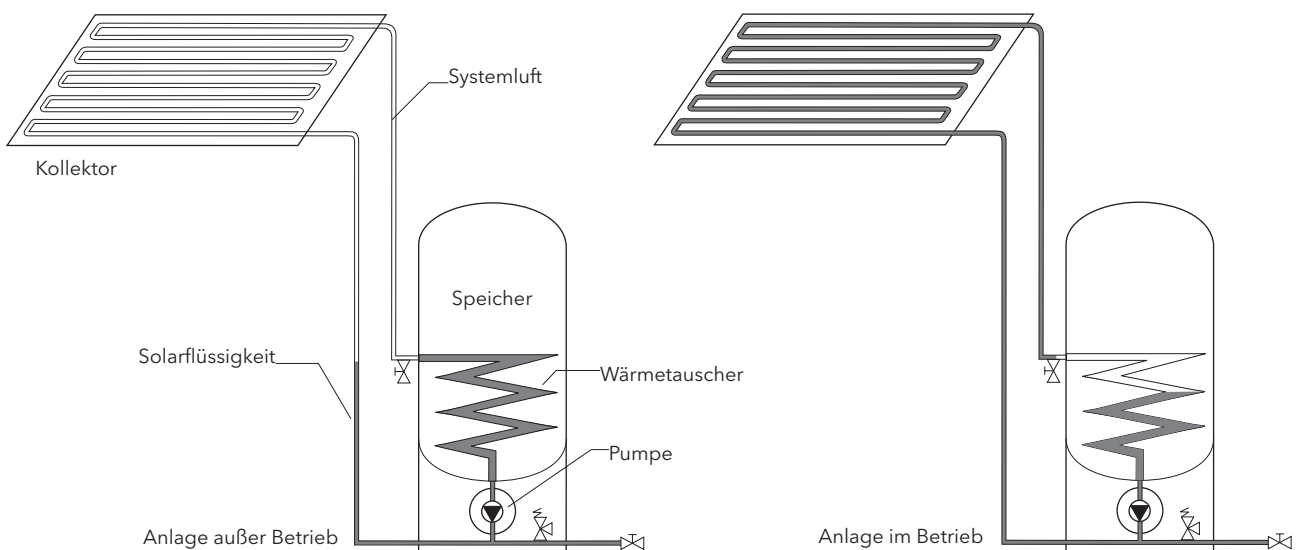 Systemluft
Kollektor
Speicher
Solarflüssigkeit
Wärmetauscher
Pumpe
Anlage außer Betrieb
Anlage im Betrieb